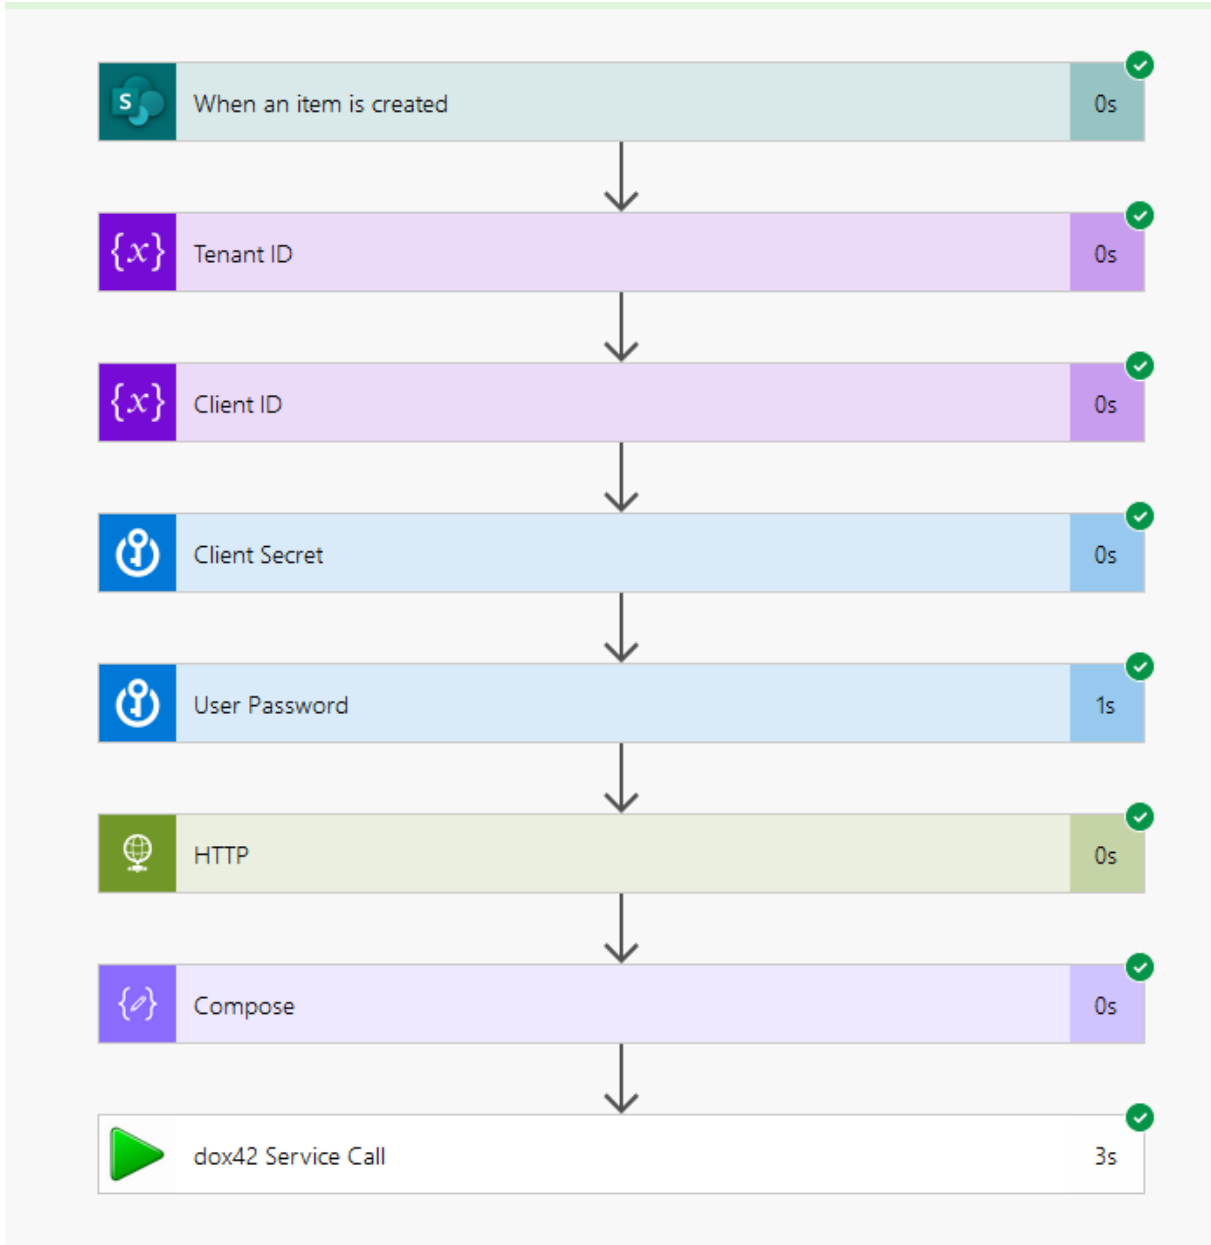 S
When an item is created 0s
{x} Tenant ID 0s
{x} Client ID 0s
Client Secret 0s
User Password 1s
HTTP 0s
Compose 0s
dox42 Service Call 3s